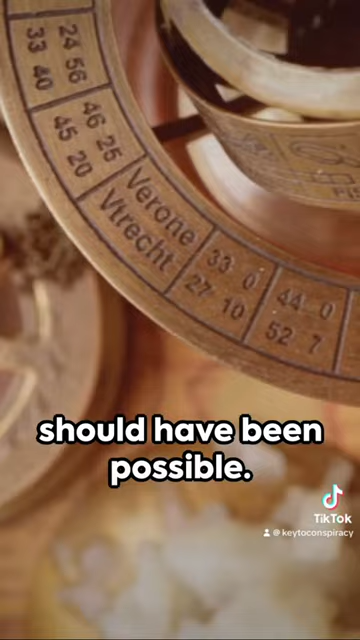 24 56
33 40
46 25
45 20
Verone
Vtrecht
33 0
27 10
44 0
52 7
should have been
possible.
TikTok
@keytoconspiracy